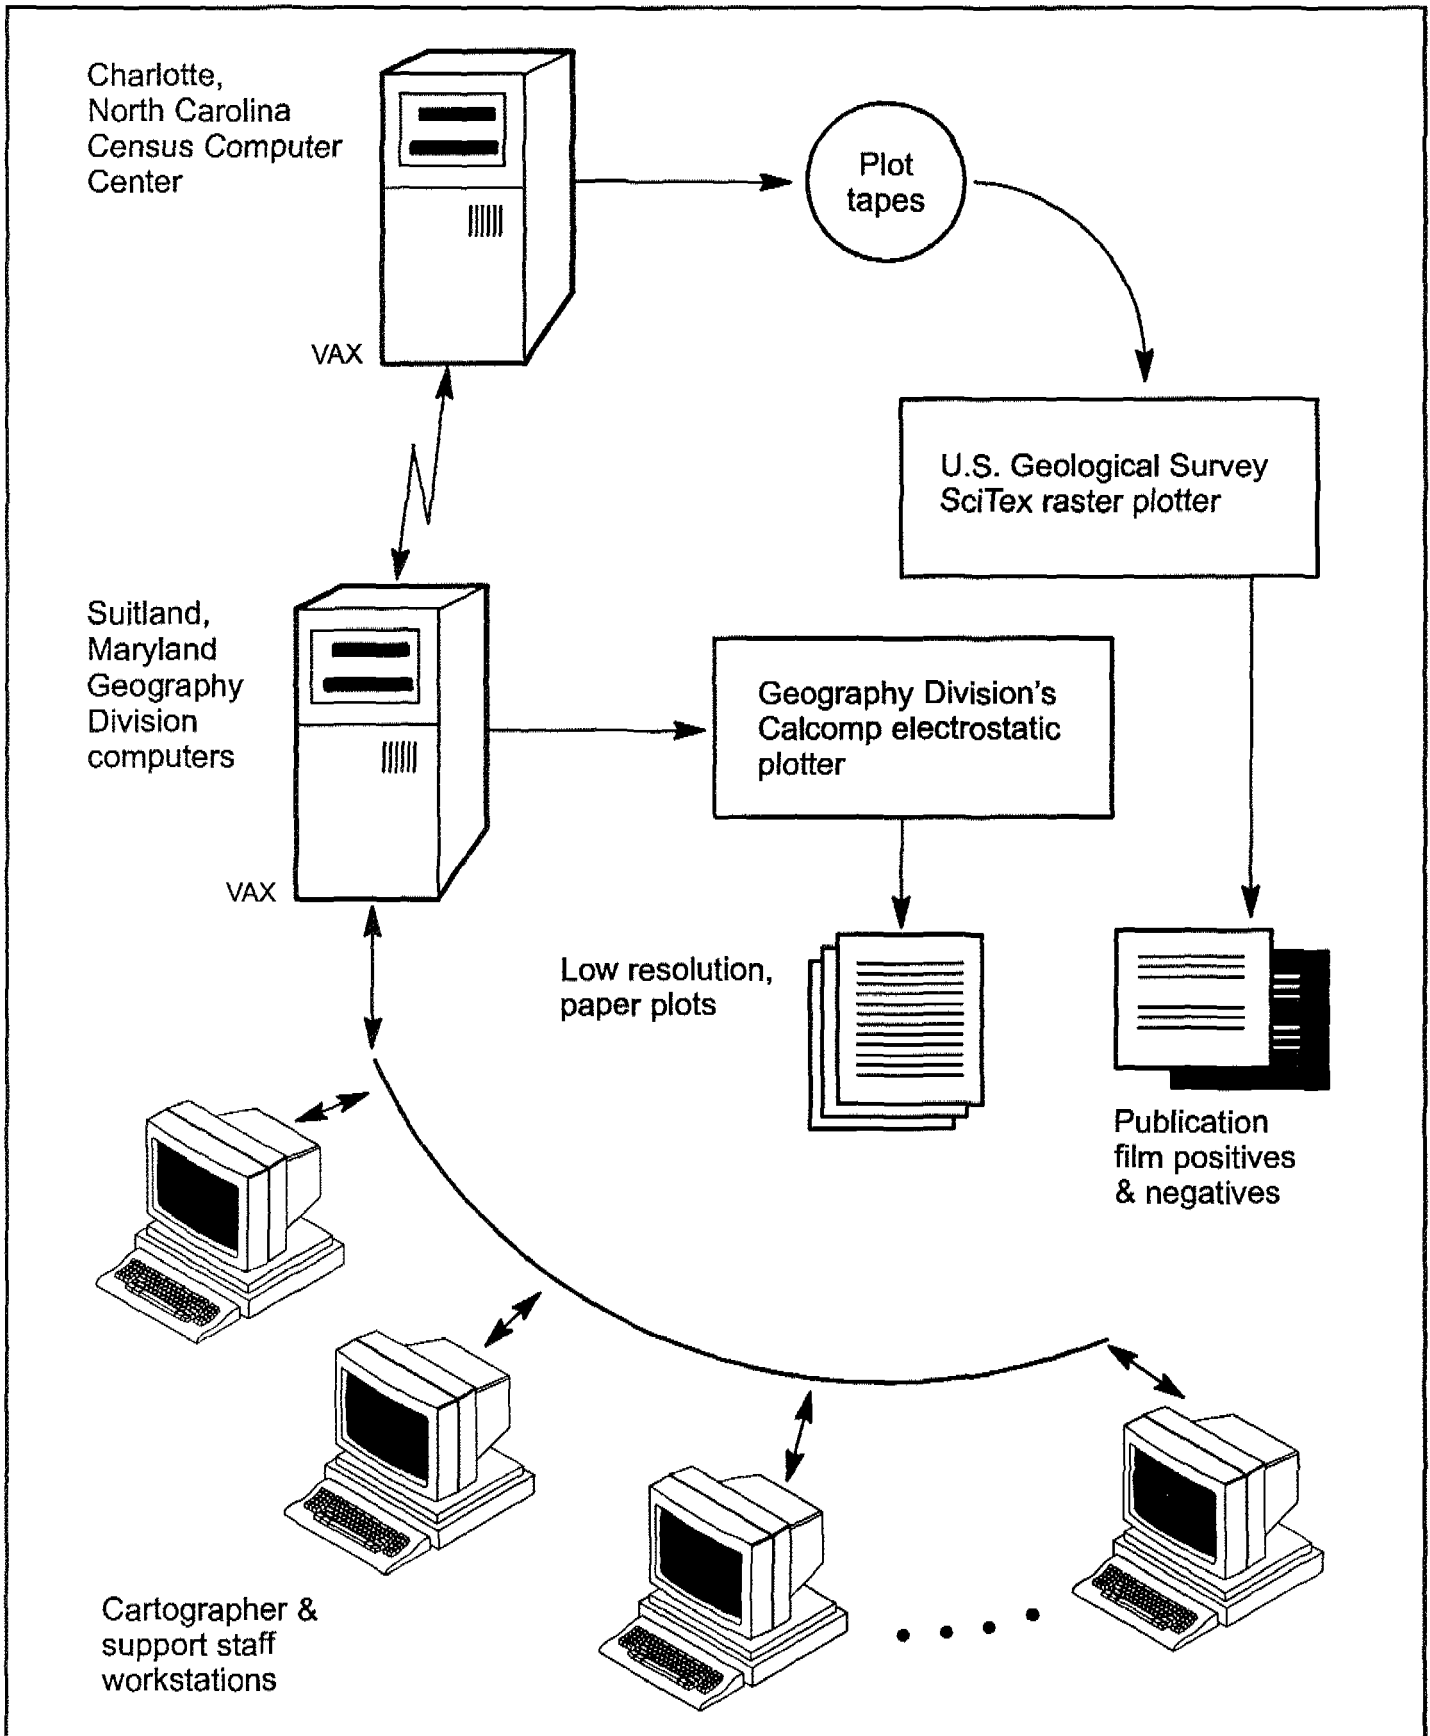 Charlotte,
North Carolina
Census Computer
Center
VAX
Plot
tapes
U.S. Geological Survey
SciTex raster plotter
Suitland,
Maryland
Geography
Division
computers
VAX
Geography Division's
Calcomp electrostatic
plotter
Low resolution,
paper plots
Publication
film positives
& negatives
Cartographer &
support staff
workstations